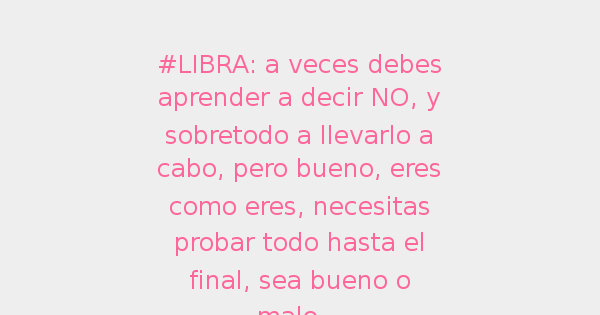 #LIBRA: a veces debes
aprender a decir NO, y
sobretodo a llevarlo a
cabo, pero bueno, eres
como eres, necesitas
probar todo hasta el
final, sea bueno o
malo